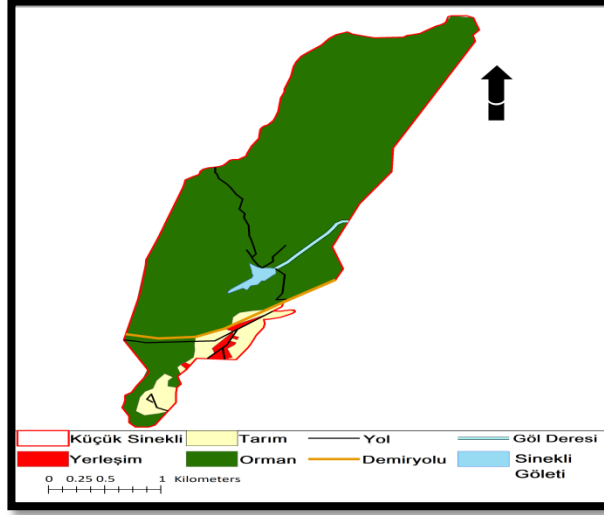 Küçük Sinekli Tarım Yol Göl Deresi
Yerleşim Orman Demiryolu Sinekli
Göleti
0 0.25 0.5 1 Kilometers